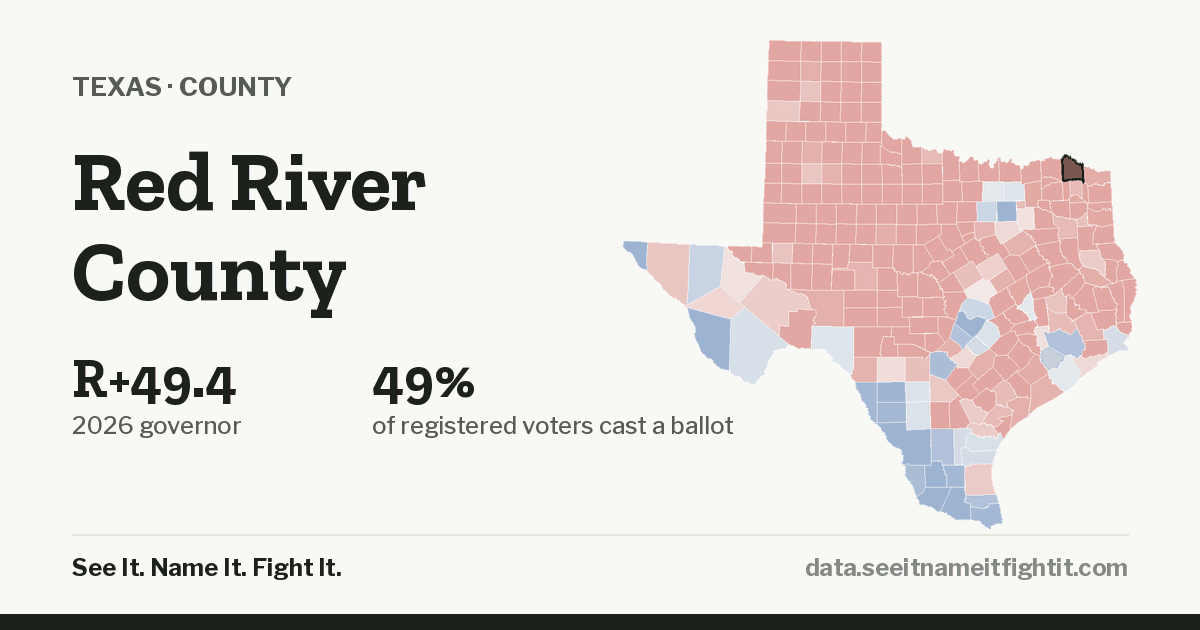 TEXAS · COUNTY
Red River
County
R+49.4
2026 governor
49%
of registered voters cast a ballot
See It. Name It. Fight It.
data.seeitnameitfightit.com